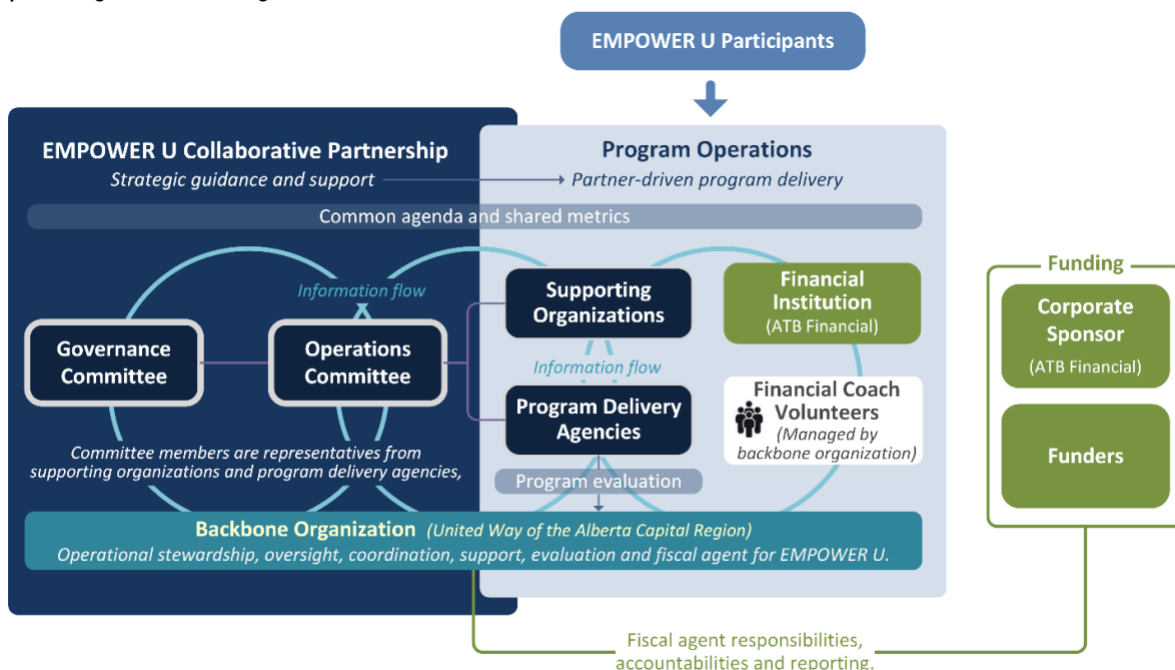 EMPOWER U Participants
EMPOWER U Collaborative Partnership
Strategic guidance and support
Program Operations
Partner-driven program delivery
Common agenda and shared metrics
Information flow
Governance
Committee
Operations
Committee
Supporting
Organizations
Information flow
Program Delivery
Agencies
Financial
Institution
(ATB Financial)
Financial Coach
Volunteers
(Managed by
backbone organization)
Committee members are representatives from
supporting organizations and program delivery agencies,
Program evaluation
Backbone Organization (United Way of the Alberta Capital Region)
Operational stewardship, oversight, coordination, support, evaluation and fiscal agent for EMPOWER U.
Funding
Corporate
Sponsor
(ATB Financial)
Funders
Fiscal agent responsibilities,
accountabilities and reporting.